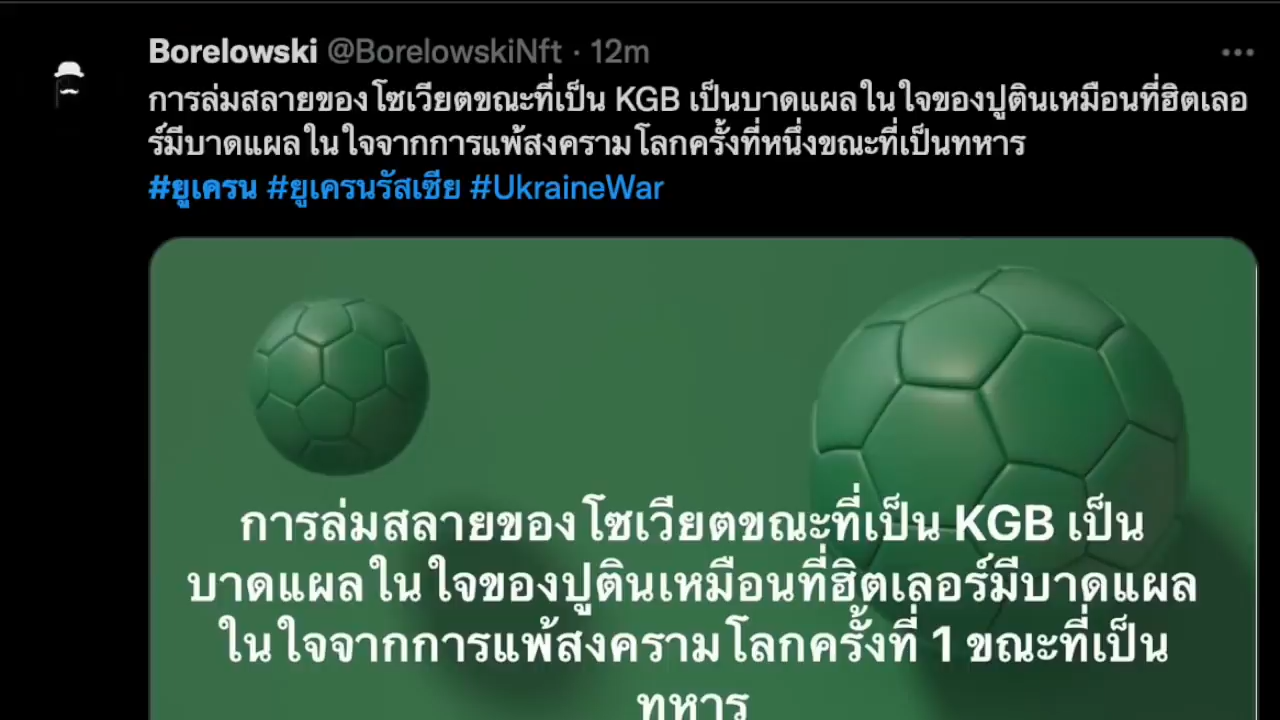 Borelowski @BorelowskiNft · 12m
การล่มสลายของโซเวียตขณะที่เป็น KGB เป็นบาดแผลในใจของปูตินเหมือนที่ฮิตเลอ
ร์มีบาดแผลในใจจากการแพ้สงครามโลกครั้งที่หนึ่งขณะที่เป็นทหาร
#ยูเครน #ยูเครนรัสเซีย #UkraineWar
การล่มสลายของโซเวียตขณะที่เป็น KGB เป็น
บาดแผลในใจของปูตินเหมือนที่ฮิตเลอร์มีบาดแผล
ในใจจากการแพ้สงครามโลกครั้งที่ 1 ขณะที่เป็น
ทหาร